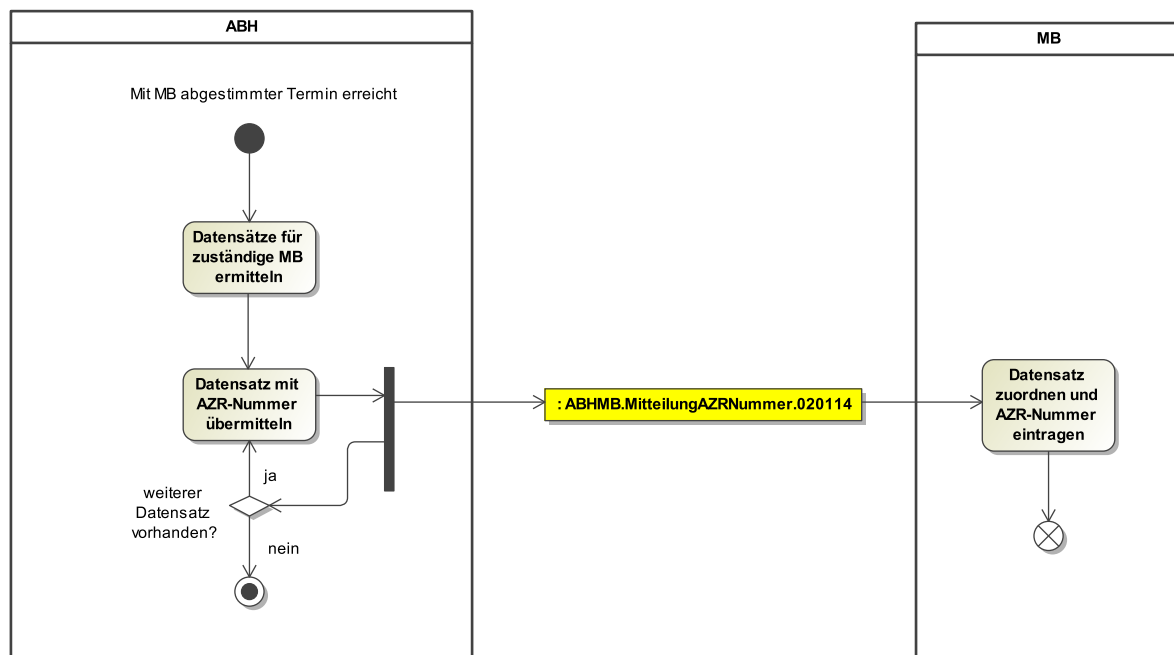 ABH
MB
Mit MB abgestimmter Termin erreicht
Datensätze für
zuständige MB
ermitteln
Datensatz mit
AZR-Nummer
übermitteln
: ABHMB.MitteilungAZRNummer.020114
Datensatz
zuordnen und
AZR-Nummer
eintragen
ja
weiterer
Datensatz
vorhanden?
nein